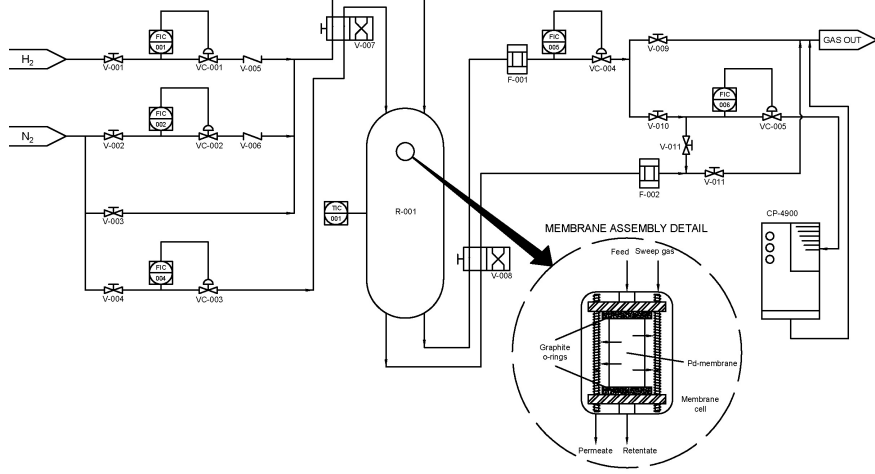 FIC
001
H2
V-001
VC-001
V-005
V-007
FIC
002
N2
V-002
VC-002
V-006
V-003
FIC
004
V-004
VC-003
TIC
001
R-001
V-008
F-001
FIC
005
VC-004
V-009
GAS OUT
FIC
006
V-010
VC-005
V-011
F-002
V-011
CP-4900
MEMBRANE ASSEMBLY DETAIL
Feed
Sweep gas
Graphite
o-rings
Pd-membrane
Membrane
cell
Permeate
Retentate